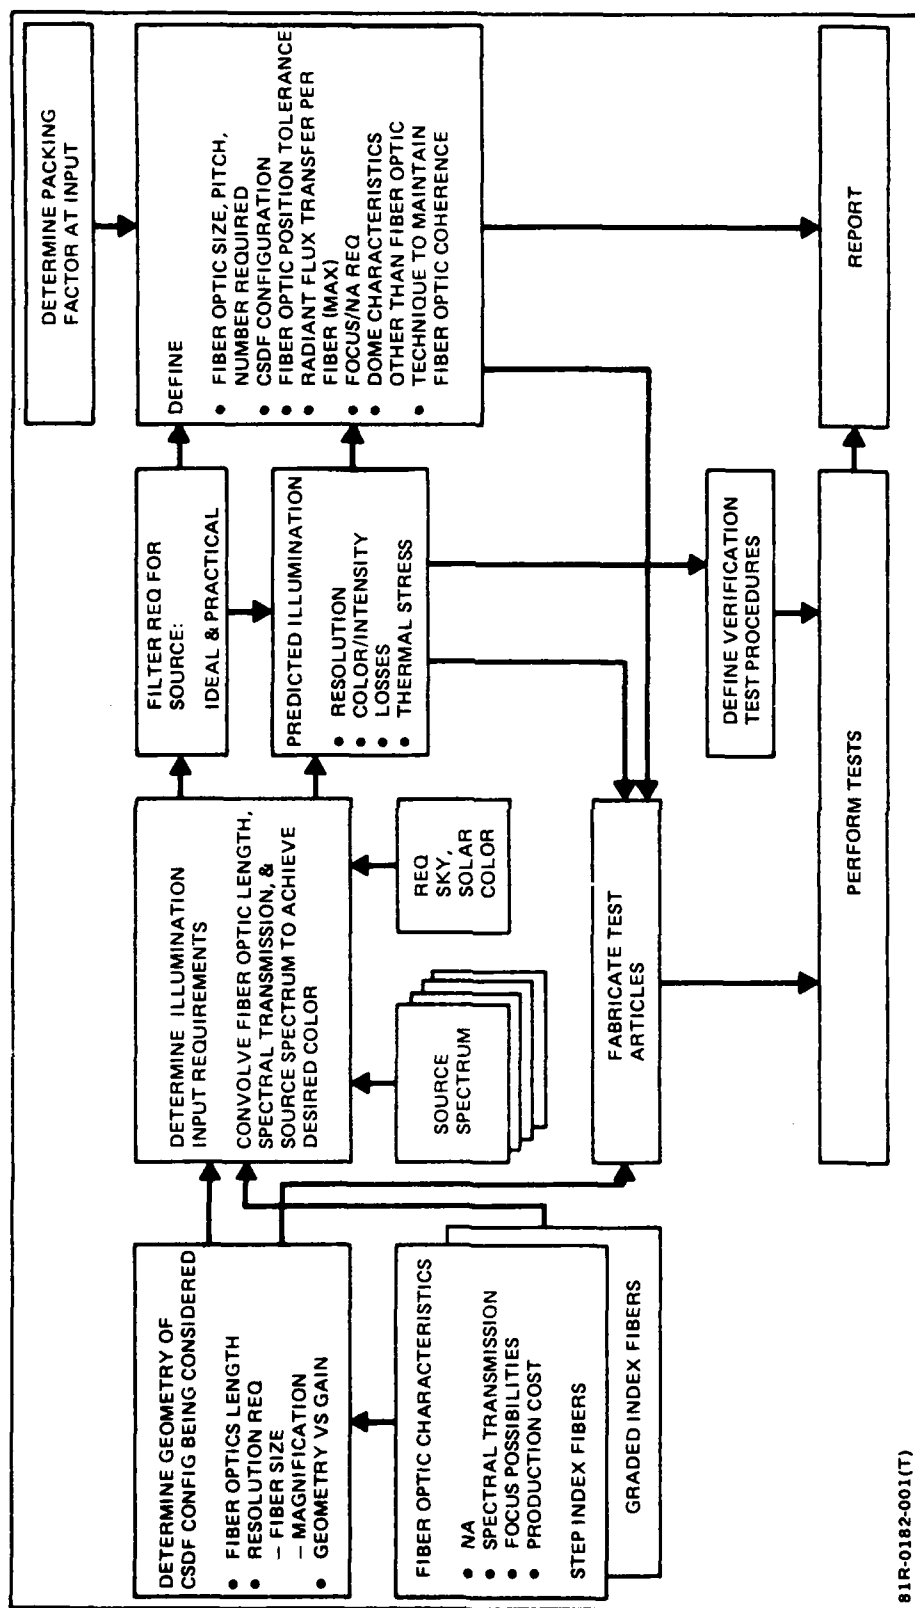 DETERMINE GEOMETRY OF
CSDF CONFIG BEING CONSIDERED
• FIBER OPTICS LENGTH
• RESOLUTION REQ
– FIBER SIZE
– MAGNIFICATION
• GEOMETRY VS GAIN
FIBER OPTIC CHARACTERISTICS
• NA
• SPECTRAL TRANSMISSION
• FOCUS POSSIBILITIES
• PRODUCTION COST
STEP INDEX FIBERS
GRADED INDEX FIBERS
DETERMINE ILLUMINATION
INPUT REQUIREMENTS
CONVOLVE FIBER OPTIC LENGTH,
SPECTRAL TRANSMISSION, &
SOURCE SPECTRUM TO ACHIEVE
DESIRED COLOR
SOURCE
SPECTRUM
REQ
SKY,
SOLAR
COLOR
FABRICATE TEST
ARTICLES
FILTER REQ FOR
SOURCE:
IDEAL & PRACTICAL
PREDICTED ILLUMINATION
• RESOLUTION
• COLOR/INTENSITY
• LOSSES
• THERMAL STRESS
DEFINE VERIFICATION
TEST PROCEDURES
PERFORM TESTS
DETERMINE PACKING
FACTOR AT INPUT
DEFINE
• FIBER OPTIC SIZE, PITCH,
NUMBER REQUIRED
• CSDF CONFIGURATION
• FIBER OPTIC POSITION TOLERANCE
• RADIANT FLUX TRANSFER PER
FIBER (MAX)
• FOCUS/NA REQ
• DOME CHARACTERISTICS
OTHER THAN FIBER OPTIC
• TECHNIQUE TO MAINTAIN
FIBER OPTIC COHERENCE
REPORT
81R-0182-001(T)